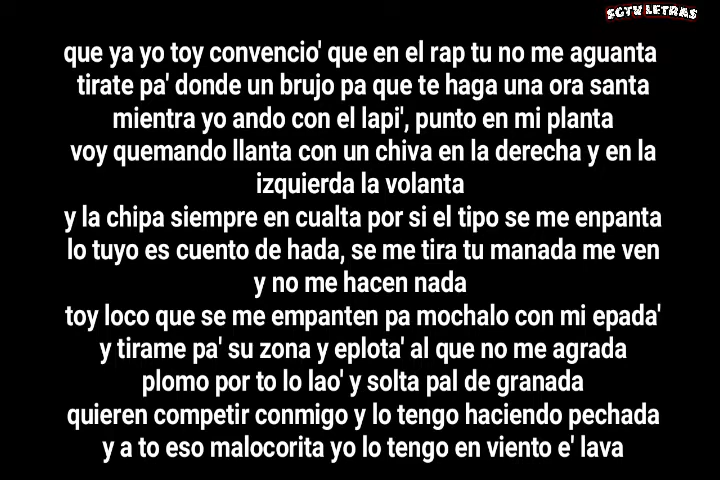 SGTV LETRAS
que ya yo toy convencio' que en el rap tu no me aguanta
tirate pa' donde un brujo pa que te haga una ora santa
mientra yo ando con el lapi', punto en mi planta
voy quemando llanta con un chiva en la derecha y en la
izquierda la volanta
y la chipa siempre en cualta por si el tipo se me enpanta
lo tuyo es cuento de hada, se me tira tu manada me ven
y no me hacen nada
toy loco que se me empanten pa mochalo con mi epada'
y tirame pa' su zona y eplota' al que no me agrada
plomo por to lo lao' y solta pal de granada
quieren competir conmigo y lo tengo haciendo pechada
y a to eso malocorita yo lo tengo en viento e' lava